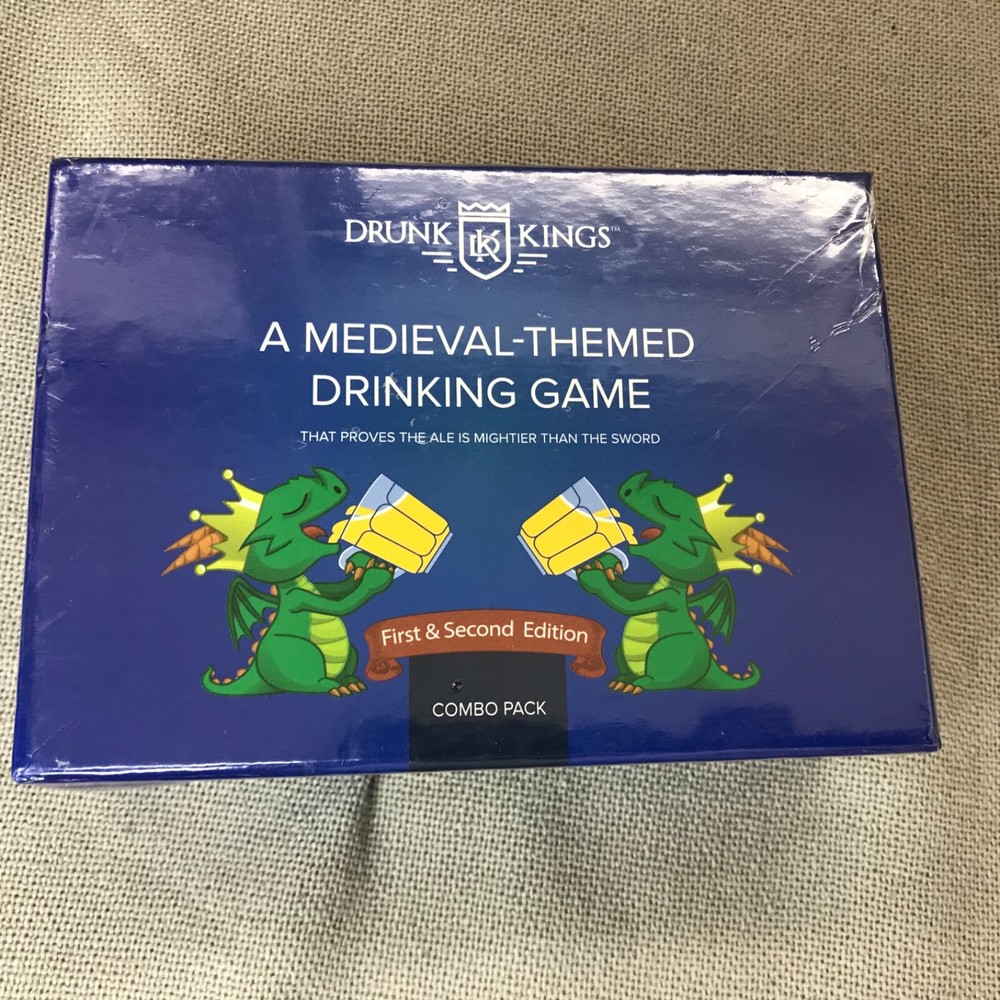 DRUNK DK KINGS™
A MEDIEVAL-THEMED
DRINKING GAME
THAT PROVES THE ALE IS MIGHTIER THAN THE SWORD
First & Second Edition
COMBO PACK